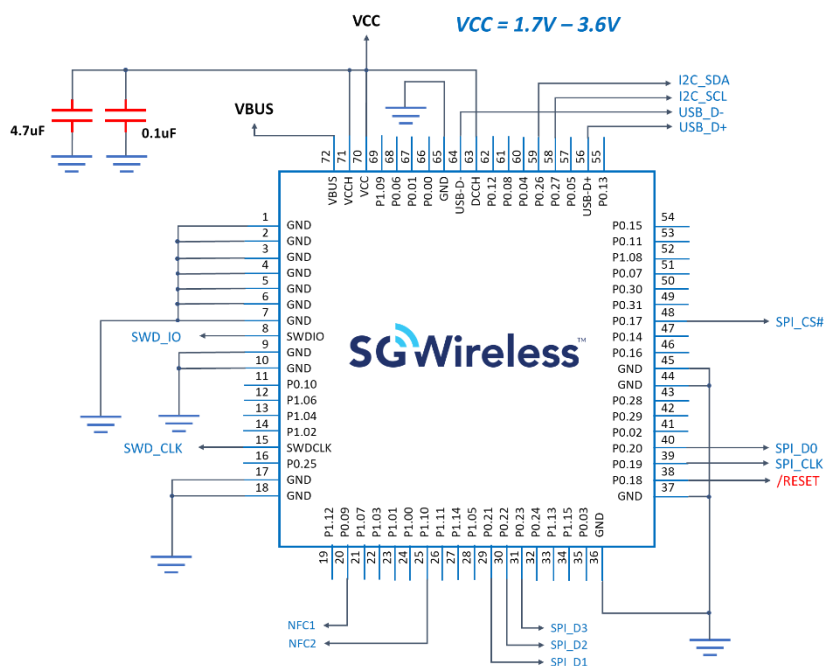 VCC
VCC = 1.7V – 3.6V
I2C_SDA
I2C_SCL
USB_D-
USB_D+
VBUS
4.7uF
0.1uF
72 71 70 69 68 67 66 65 64 63 62 61 60 59 58 57 56 55
VBUS VCCH VCC P1.09 P0.06 P0.01 P0.00 GND USB-D- DCCH P0.12 P0.08 P0.04 P0.26 P0.27 P0.05 USB-D+ P0.13
1 GND
2 GND
3 GND
4 GND
5 GND
6 GND
7 GND
SWD_IO 8 SWDIO
9 GND
10 GND
11 P0.10
12 P1.06
13 P1.04
14 P1.02
SWD_CLK 15 SWDCLK
16 P0.25
17 GND
18 GND
SGWireless™
P0.15 54
P0.11 53
P1.08 52
P0.07 51
P0.30 50
P0.31 49
P0.17 48 SPI_CS#
P0.14 47
P0.16 46
GND 45
GND 44
P0.28 43
P0.29 42
P0.02 41
P0.20 40 SPI_D0
P0.19 39 SPI_CLK
P0.18 38 /RESET
GND 37
P1.12 P0.09 P1.07 P1.03 P1.01 P1.00 P1.10 P1.11 P1.14 P1.05 P0.21 P0.22 P0.23 P0.24 P1.13 P1.15 P0.03 GND
19 20 21 22 23 24 25 26 27 28 29 30 31 32 33 34 35 36
NFC1
NFC2
SPI_D3
SPI_D2
SPI_D1